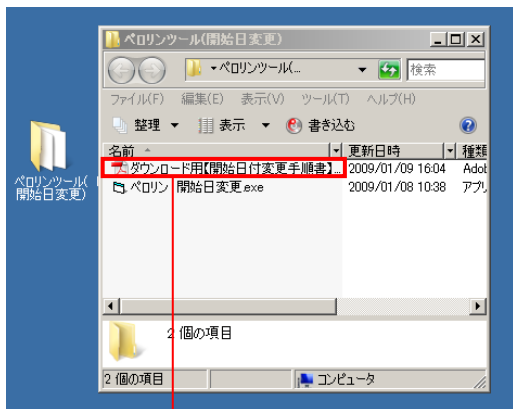 ペロリンツール(開始日変更)
ペロリンツール(...
検索
ファイル(F) 編集(E) 表示(V) ツール(T) ヘルプ(H)
整理 表示 書き込む
名前 更新日時 種類
ダウンロード用【開始日付変更手順書】... 2009/01/09 16:04 Adob
ペロリン 開始日変更.exe 2009/01/08 10:38 アプリ
ペロリンツール(
開始日変更)
2 個の項目
2 個の項目 コンピュータ